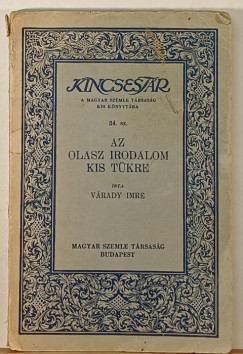 KINCSESTÁR
A MAGYAR SZEMLE TÁRSASÁG
KIS KÖNYVTÁRA
34. SZ.
AZ
OLASZ IRODALOM
KIS TÜKRE
IRTA
VÁRADY IMRE
MAGYAR SZEMLE TÁRSASÁG
BUDAPEST